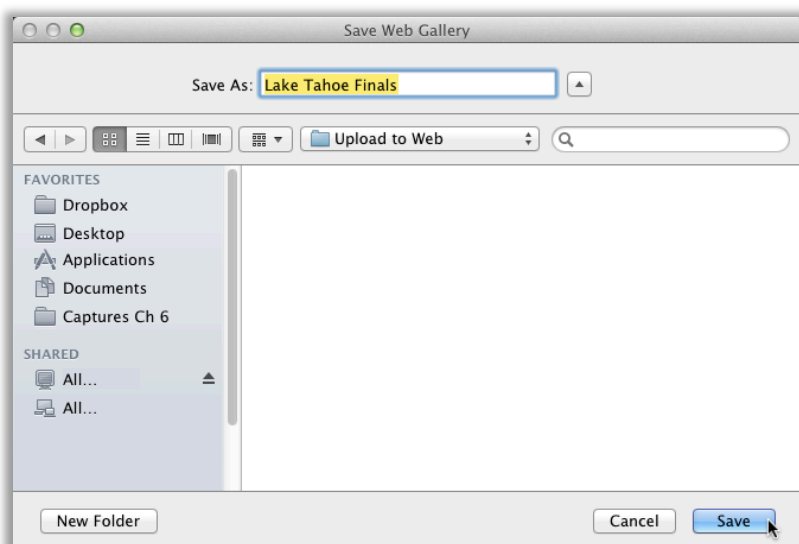 Save Web Gallery
Save As: Lake Tahoe Finals
Upload to Web
FAVORITES
Dropbox
Desktop
Applications
Documents
Captures Ch 6
SHARED
All...
All...
New Folder Cancel Save